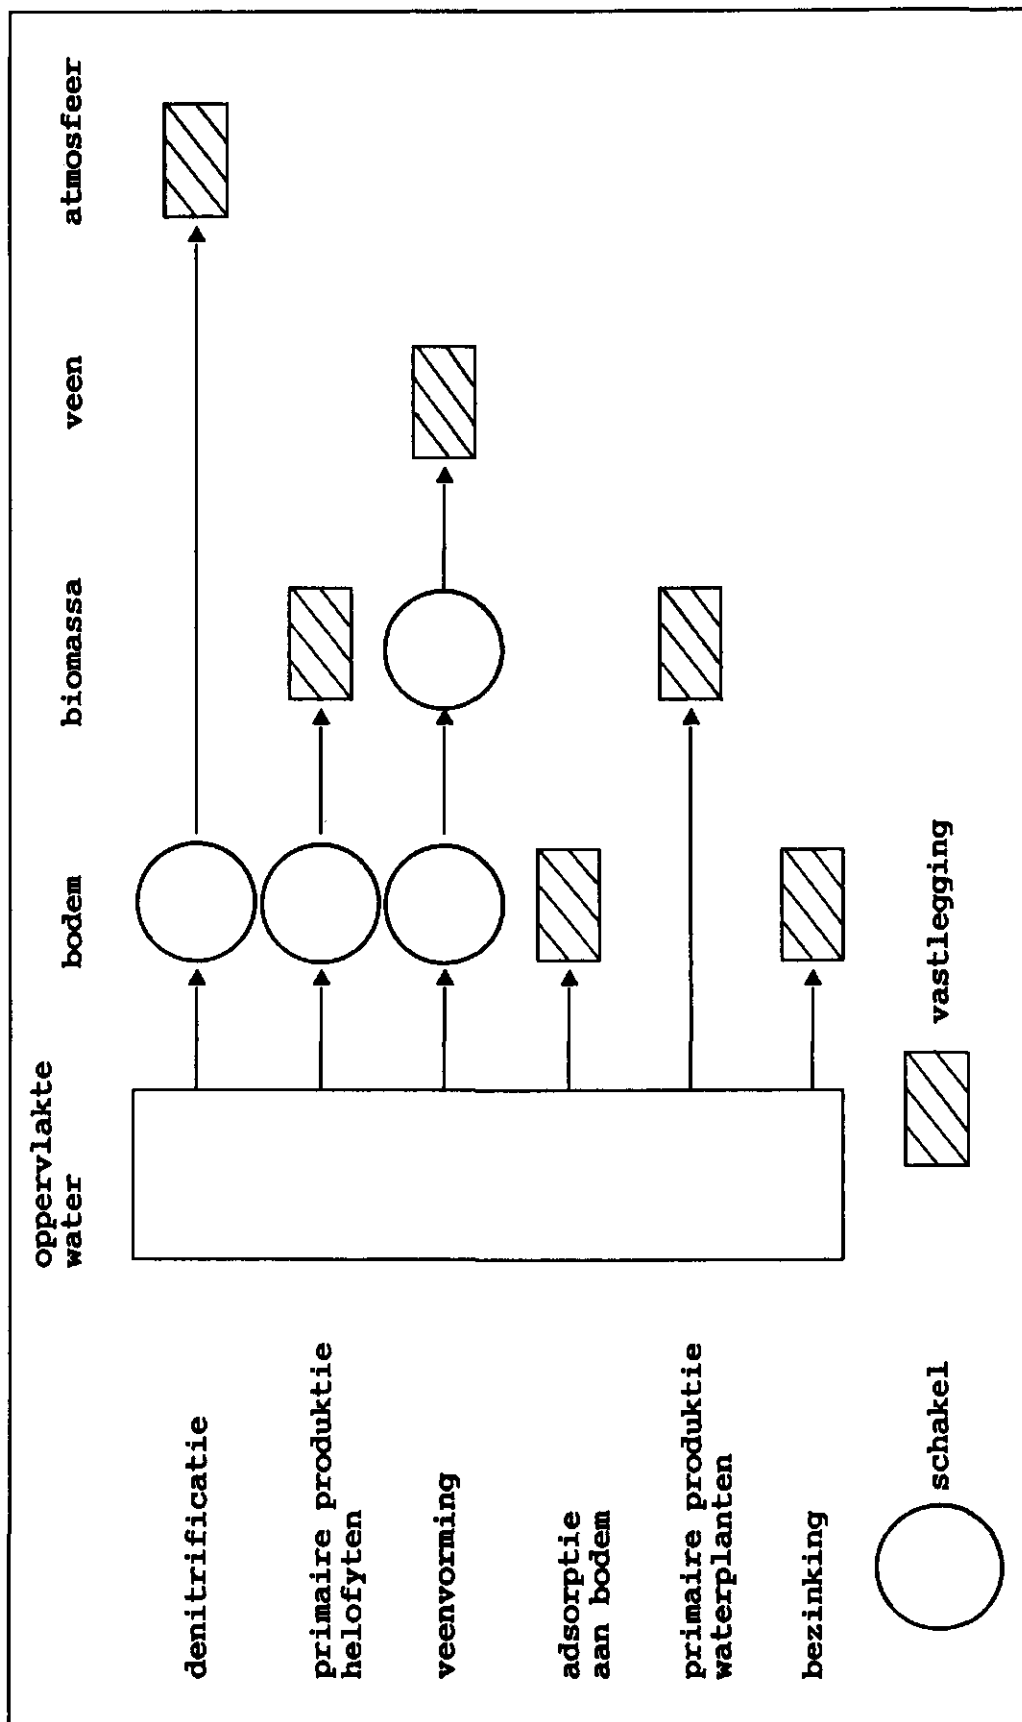 oppervlakte
water
bodem
biomassa
veen
atmosfeer
denitrificatie
primaire produktie
helofyten
veenvorming
adsorptie
aan bodem
primaire produktie
waterplanten
bezinking
schakel
vastlegging